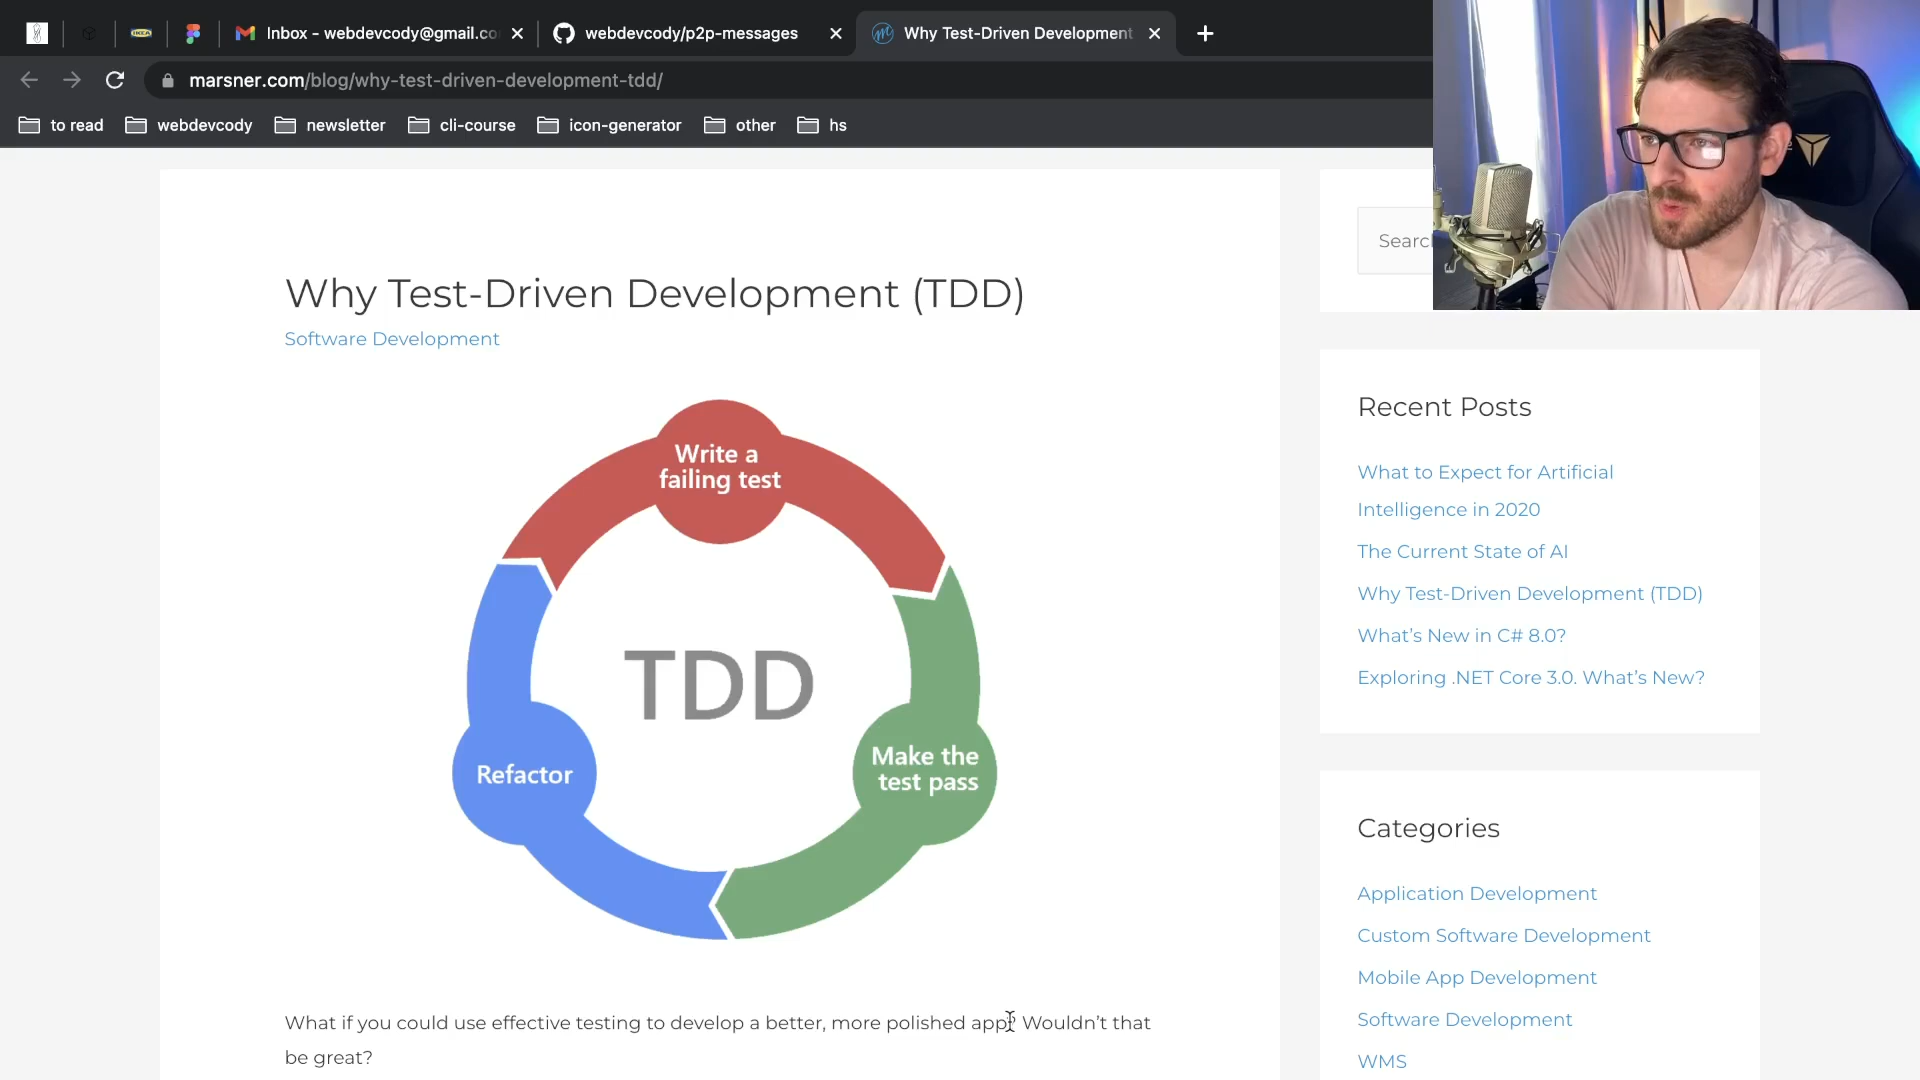 IKEA
Inbox - webdevcody@gmail.co
webdevcody/p2p-messages
Why Test-Driven Development
marsner.com/blog/why-test-driven-development-tdd/
to read
webdevcody
newsletter
cli-course
icon-generator
other
hs
Why Test-Driven Development (TDD)
Software Development
Write a
failing test
TDD
Make the
test pass
Refactor
What if you could use effective testing to develop a better, more polished app? Wouldn't that
be great?
Searc
Recent Posts
What to Expect for Artificial
Intelligence in 2020
The Current State of AI
Why Test-Driven Development (TDD)
What's New in C# 8.0?
Exploring .NET Core 3.0. What's New?
Categories
Application Development
Custom Software Development
Mobile App Development
Software Development
WMS